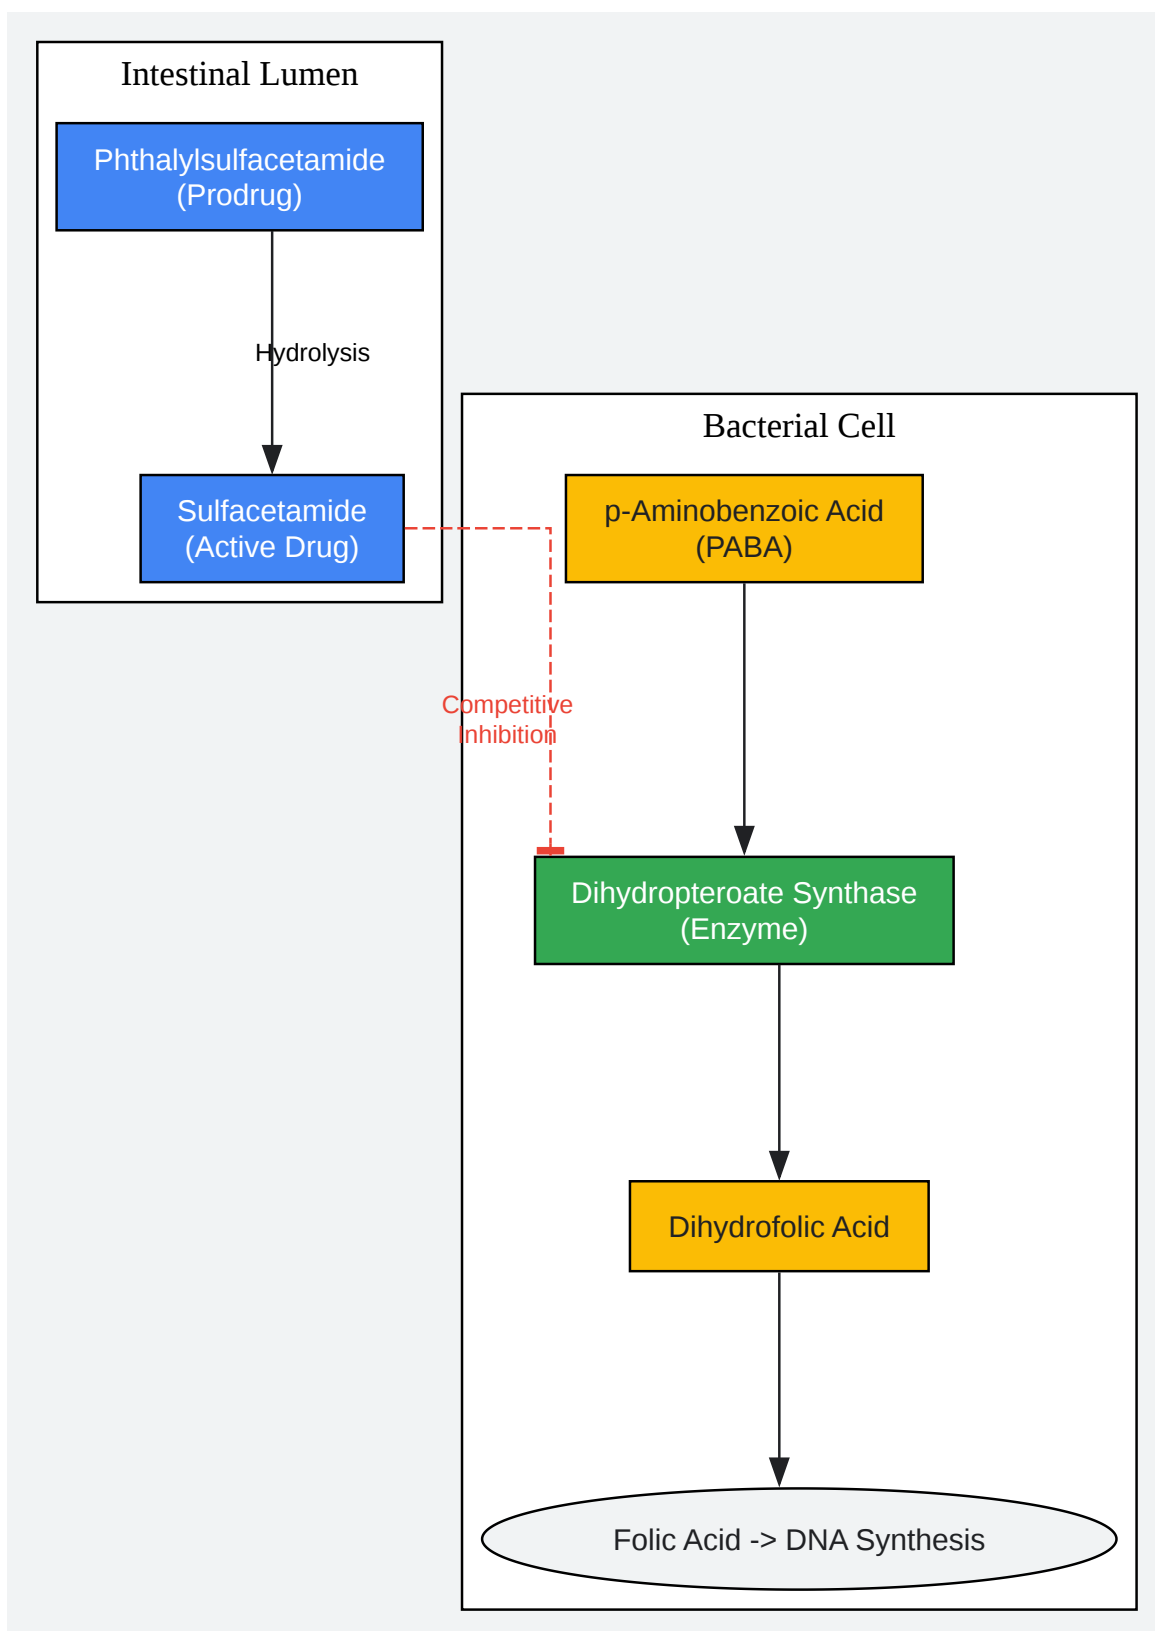 Intestinal Lumen
Phthalylsulfacetamide
(Prodrug)
Hydrolysis
Sulfacetamide
(Active Drug)
Bacterial Cell
p-Aminobenzoic Acid
(PABA)
Competitive
Inhibition
Dihydropteroate Synthase
(Enzyme)
Dihydrofolic Acid
Folic Acid -> DNA Synthesis